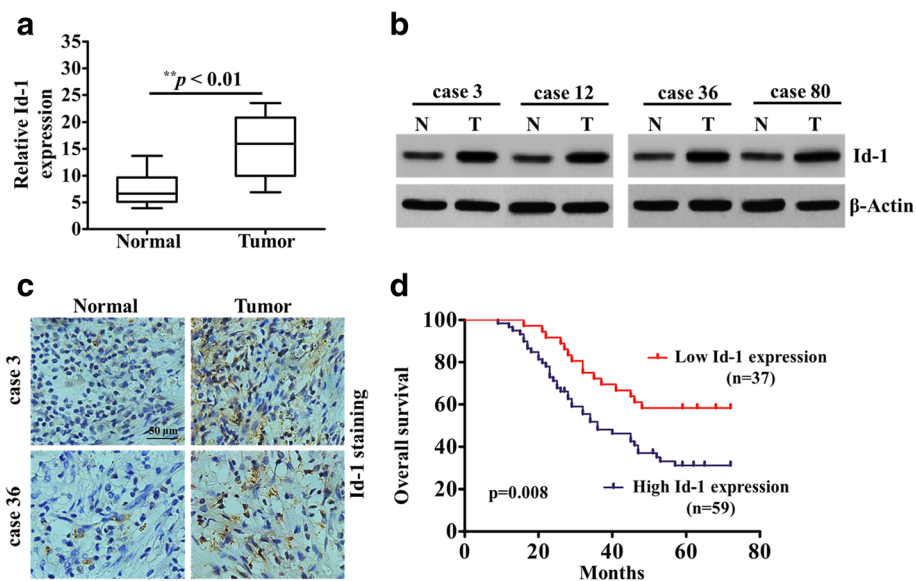 a
35
30
25
20
15
10
5
0
Relative Id-1
expression
**p < 0.01
Normal
Tumor
b
case 3
case 12
case 36
case 80
N T N T N T N T
Id-1
β-Actin
c
Normal
Tumor
case 3
case 36
50 μm
Id-1 staining
d
100
80
60
40
20
0
Overall survival
Low Id-1 expression
(n=37)
High Id-1 expression
(n=59)
p=0.008
0 20 40 60 80
Months